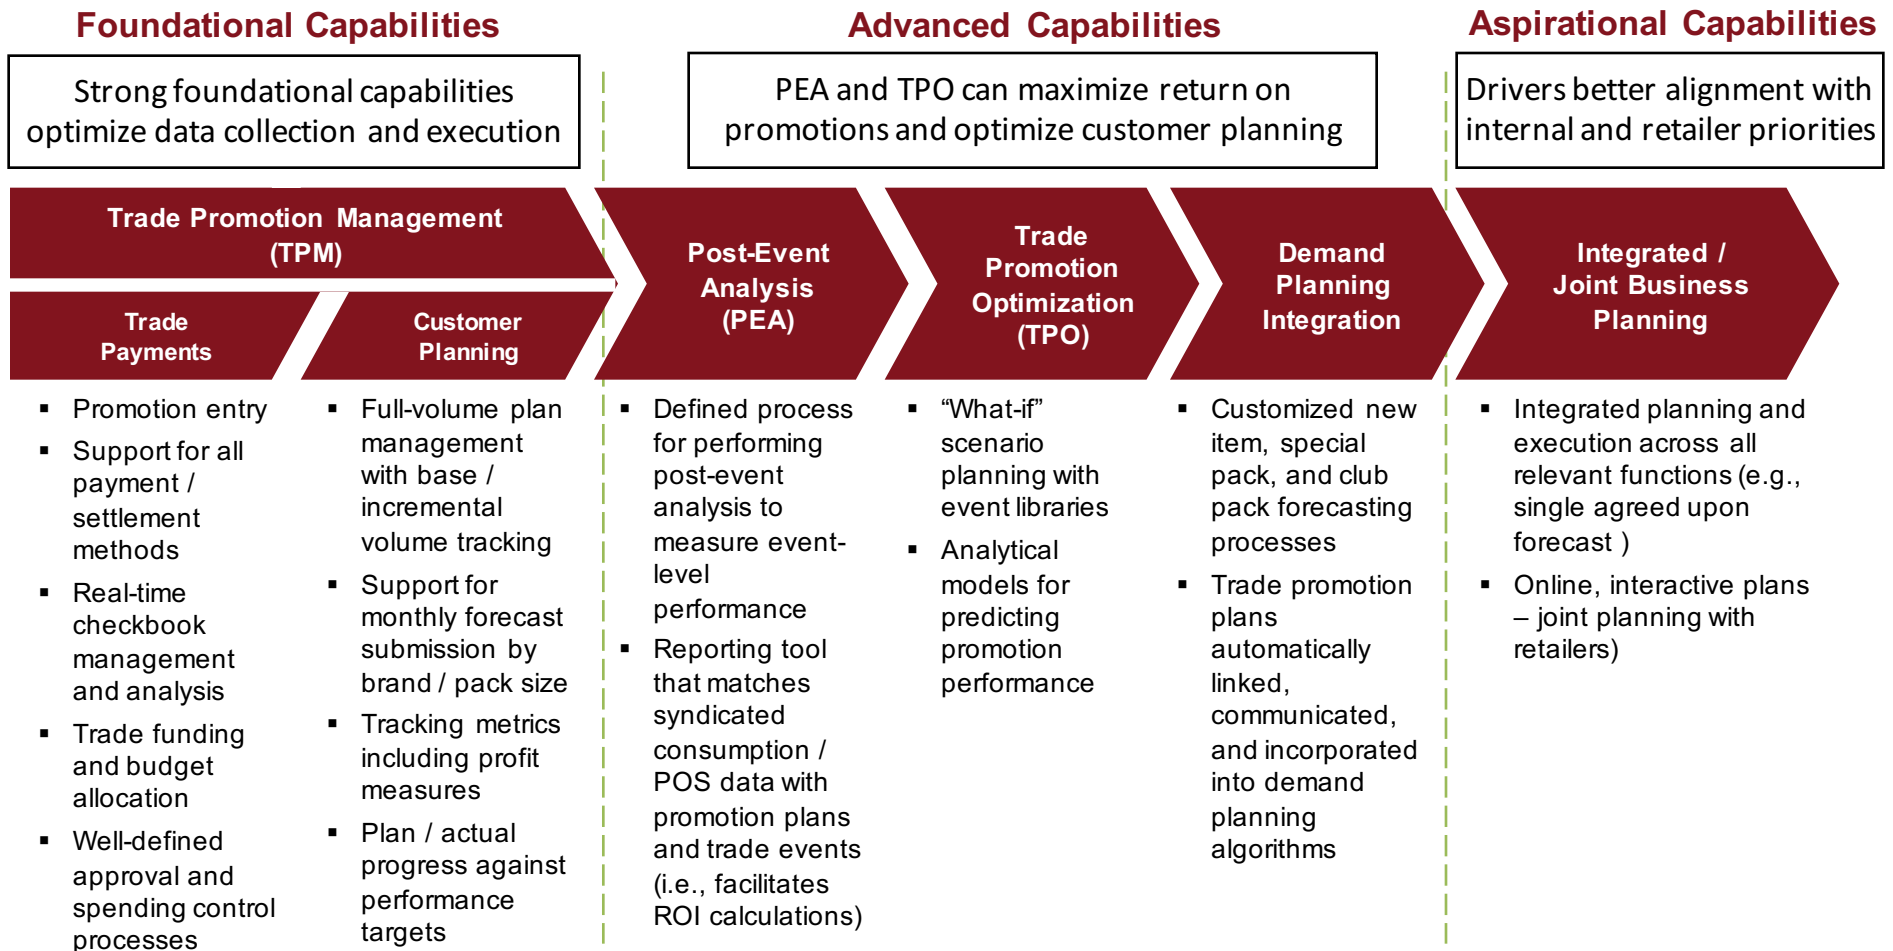 Foundational Capabilities
Advanced Capabilities
Aspirational Capabilities
Strong foundational capabilities
optimize data collection and execution
PEA and TPO can maximize return on
promotions and optimize customer planning
Drivers better alignment with
internal and retailer priorities
Trade Promotion Management
(TPM)
Trade
Payments
Customer
Planning
Post-Event
Analysis
(PEA)
Trade
Promotion
Optimization
(TPO)
Demand
Planning
Integration
Integrated /
Joint Business
Planning
▪ Promotion entry
▪ Support for all
payment /
settlement
methods
▪ Real-time
checkbook
management
and analysis
▪ Trade funding
and budget
allocation
▪ Well-defined
approval and
spending control
processes
▪ Full-volume plan
management
with base /
incremental
volume tracking
▪ Support for
monthly forecast
submission by
brand / pack size
▪ Tracking metrics
including profit
measures
▪ Plan / actual
progress against
performance
targets
▪ Defined process
for performing
post-event
analysis to
measure event-
level
performance
▪ Reporting tool
that matches
syndicated
consumption /
POS data with
promotion plans
and trade events
(i.e., facilitates
ROI calculations)
▪ “What-if”
scenario
planning with
event libraries
▪ Analytical
models for
predicting
promotion
performance
▪ Customized new
item, special
pack, and club
pack forecasting
processes
▪ Trade promotion
plans
automatically
linked,
communicated,
and incorporated
into demand
planning
algorithms
▪ Integrated planning and
execution across all
relevant functions (e.g.,
single agreed upon
forecast )
▪ Online, interactive plans
– joint planning with
retailers)